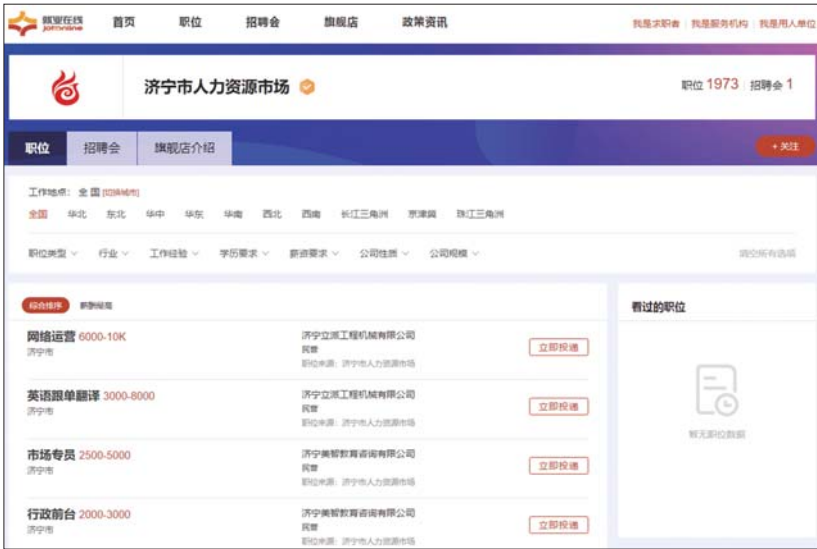 就业在线 首页 职位 招聘会 旗舰店 政策资讯 我是求职者 | 我是服务机构 | 我是用人单位
jobonline
济宁市人力资源市场 职位 1973 招聘会 1
职位 招聘会 旗舰店介绍 + 关注
工作地点: 全国 [切换城市]
全国 华北 东北 华中 华东 华南 西北 西南 长江三角洲 京津冀 珠江三角洲
职位类型 行业 工作经验 学历要求 薪资要求 公司性质 公司规模 清空所有选项
综合排序 薪酬最高 看过的职位
网络运营 6000-10K 济宁立派工程机械有限公司 立即投递
济宁市 民营
职位来源: 济宁市人力资源市场
英语跟单翻译 3000-8000 济宁立派工程机械有限公司 立即投递
济宁市 民营
职位来源: 济宁市人力资源市场
暂无职位数据
市场专员 2500-5000 济宁美智教育咨询有限公司 立即投递
济宁市 民营
职位来源: 济宁市人力资源市场
行政前台 2000-3000 济宁美智教育咨询有限公司 立即投递
济宁市 民营
职位来源: 济宁市人力资源市场